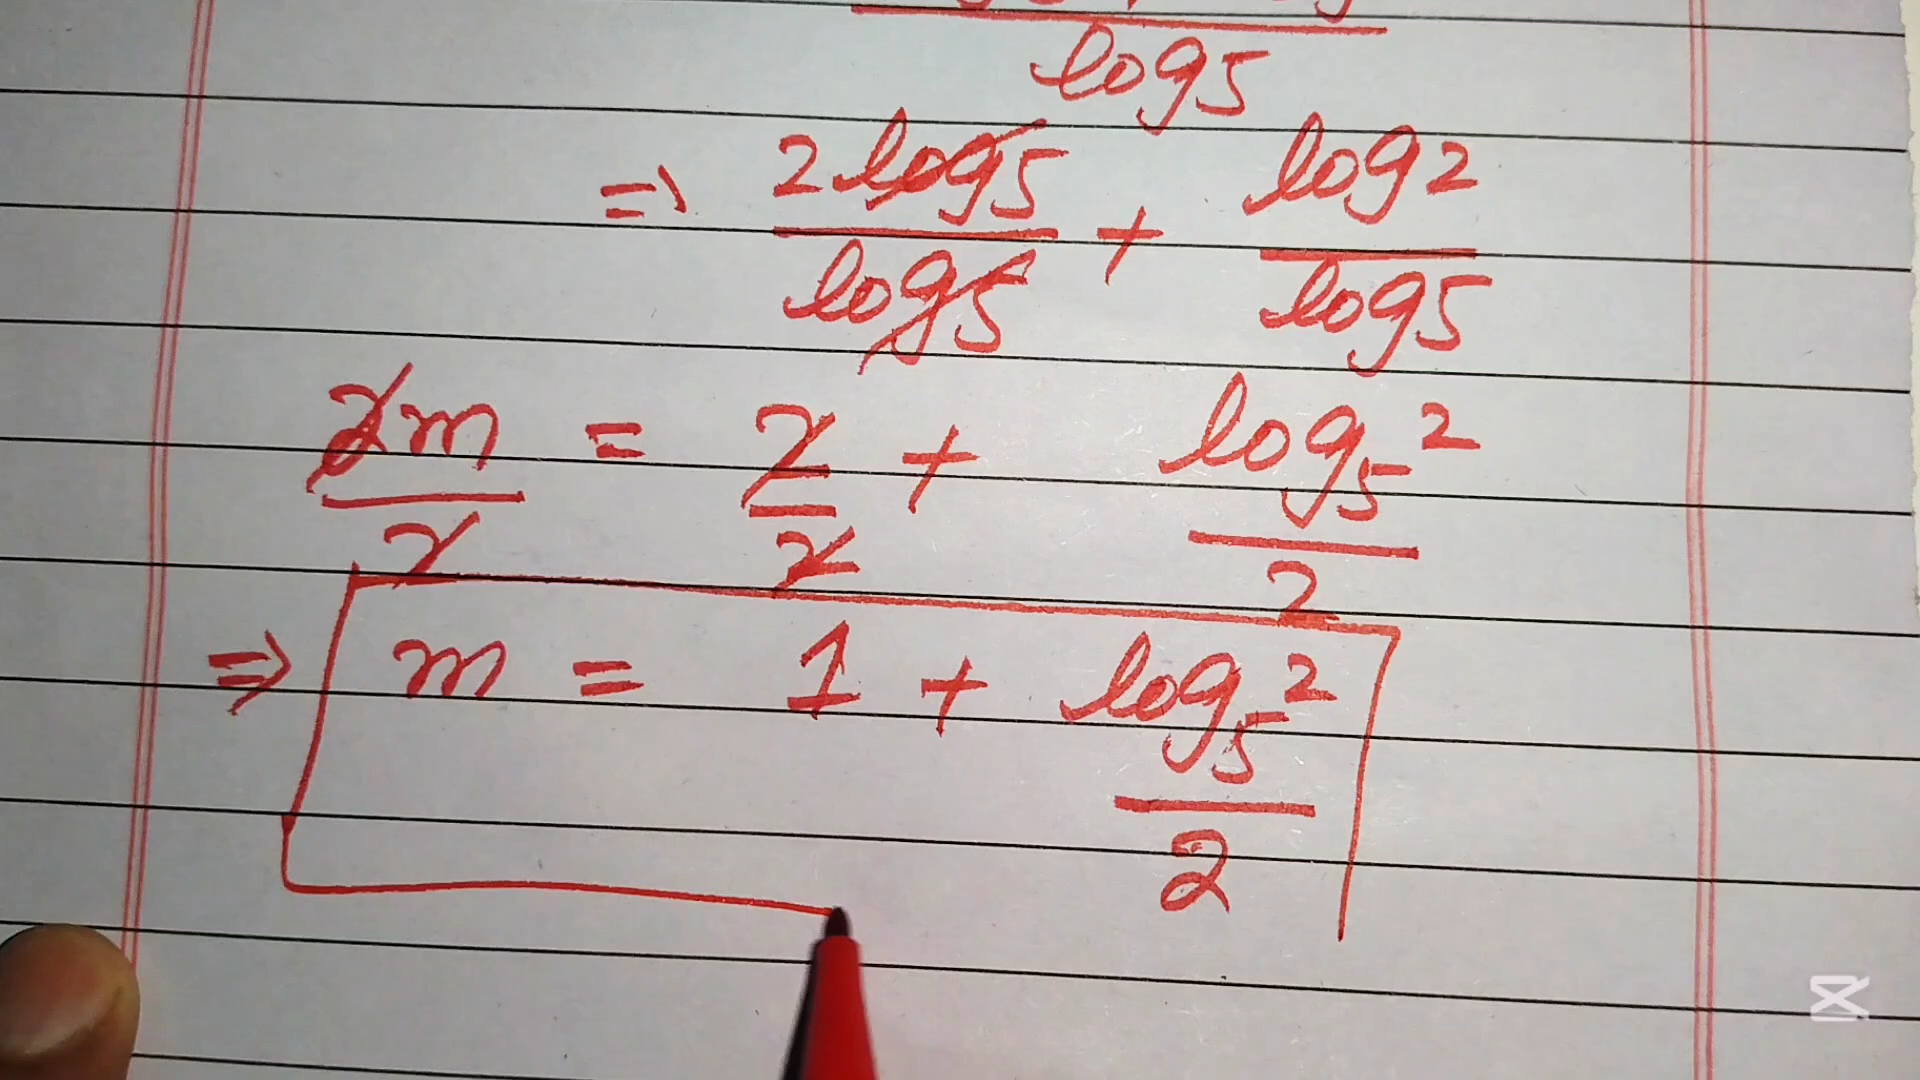 log5
=> 2log5/log5 + log2/log5
2m/2 = 2/2 + log₅2/2
=> m = 1 + log₅2/2